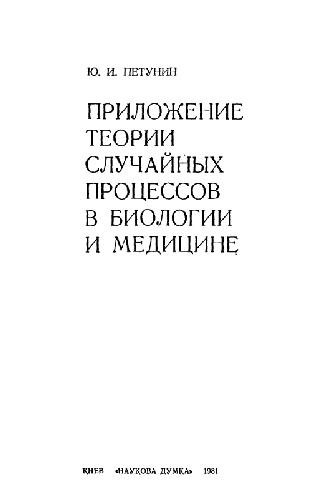 Ю. И. ПЕТУНИН
ПРИЛОЖЕНИЕ
ТЕОРИИ
СЛУЧАЙНЫХ
ПРОЦЕССОВ
В БИОЛОГИИ
И МЕДИЦИНЕ
КИЕВ «НАУКОВА ДУМКА» 1981